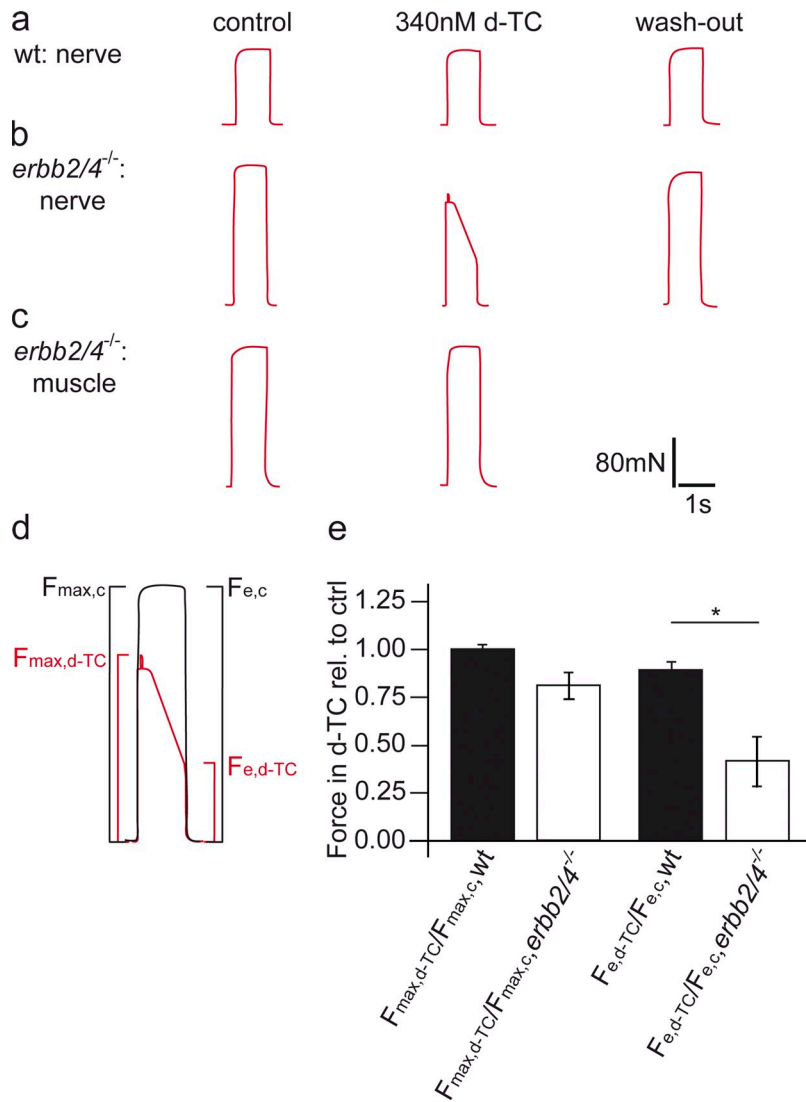 a
control
340nM d-TC
wash-out
wt: nerve
b
erbb2/4-/-:
nerve
c
erbb2/4-/-:
muscle
80mN
1s
d
Fmax,c
Fe,c
Fmax,d-TC
Fe,d-TC
e
Force in d-TC rel. to ctrl
1.25
1.00
0.75
0.50
0.25
0.00
*
Fmax,d-TC/Fmax,c,wt
Fmax,d-TC/Fmax,c,erbb2/4-/-
Fe,d-TC/Fe,c,wt
Fe,d-TC/Fe,c,erbb2/4-/-